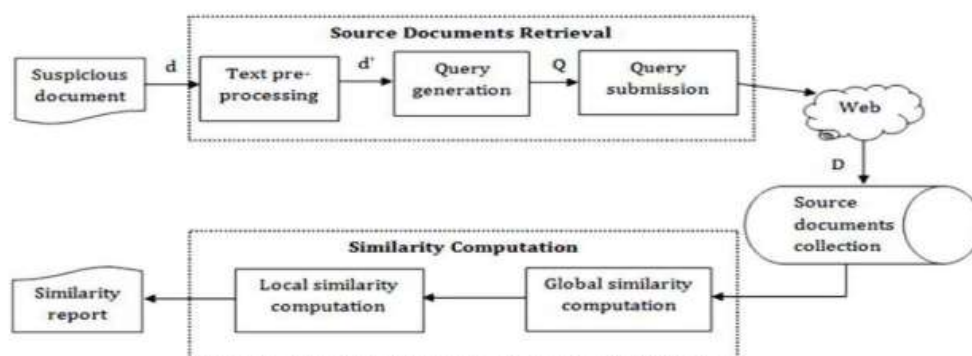 Source Documents Retrieval
Suspicious
document
d
Text pre-
processing
d'
Query
generation
Q
Query
submission
Web
D
Source
documents
collection
Similarity Computation
Global similarity
computation
Local similarity
computation
Similarity
report